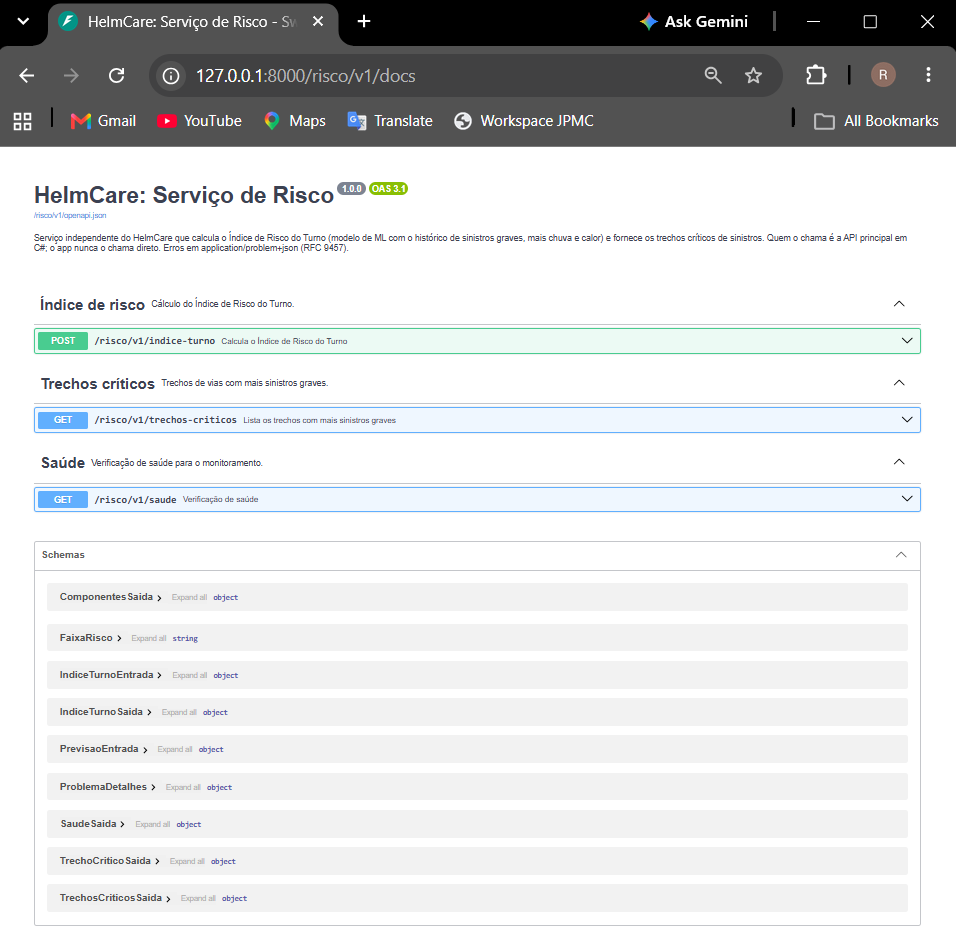 HelmCare: Serviço de Risco - Sw
Ask Gemini
127.0.0.1:8000/risco/v1/docs
R
Gmail
YouTube
Maps
Translate
Workspace JPMC
All Bookmarks
HelmCare: Serviço de Risco 1.0.0 OAS 3.1
/risco/v1/openapi.json
Serviço independente do HelmCare que calcula o Índice de Risco do Turno (modelo de ML com o histórico de sinistros graves, mais chuva e calor) e fornece os trechos críticos de sinistros. Quem o chama é a API principal em
C#; o app nunca o chama direto. Erros em application/problem+json (RFC 9457).
Índice de risco Cálculo do Índice de Risco do Turno.
POST /risco/v1/indice-turno Calcula o Índice de Risco do Turno
Trechos críticos Trechos de vias com mais sinistros graves.
GET /risco/v1/trechos-criticos Lista os trechos com mais sinistros graves
Saúde Verificação de saúde para o monitoramento.
GET /risco/v1/saude Verificação de saúde
Schemas
ComponentesSaida Expand all object
FaixaRisco Expand all string
IndiceTurnoEntrada Expand all object
IndiceTurnoSaida Expand all object
PrevisaoEntrada Expand all object
ProblemaDetalhes Expand all object
SaudeSaida Expand all object
TrechoCriticoSaida Expand all object
TrechosCriticosSaida Expand all object